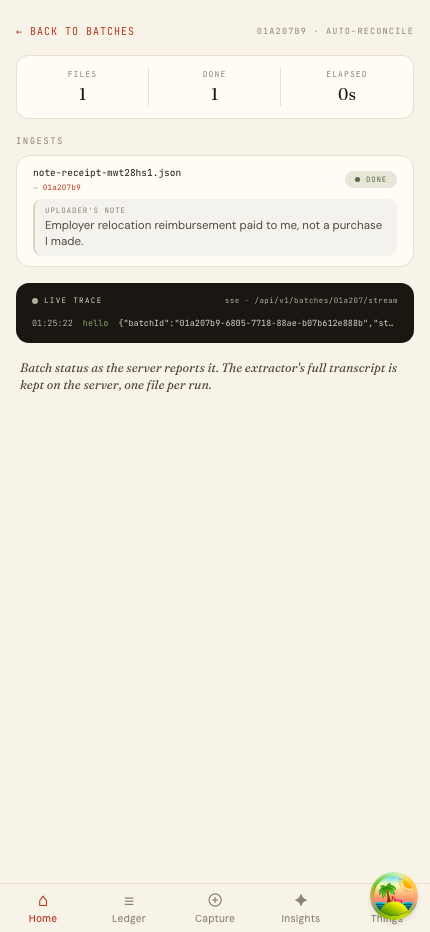 ← BACK TO BATCHES
01A207B9 · AUTO-RECONCILE
FILES
1
DONE
1
ELAPSED
0s
INGESTS
note-receipt-mwt28hs1.json
→ 01a207b9
DONE
UPLOADER'S NOTE
Employer relocation reimbursement paid to me, not a purchase
I made.
LIVE TRACE
sse · /api/v1/batches/01a207/stream
01:25:22 hello {"batchId":"01a207b9-6805-7718-88ae-b07b612e888b","st…
Batch status as the server reports it. The extractor's full transcript is
kept on the server, one file per run.
Home
Ledger
Capture
Insights
Things